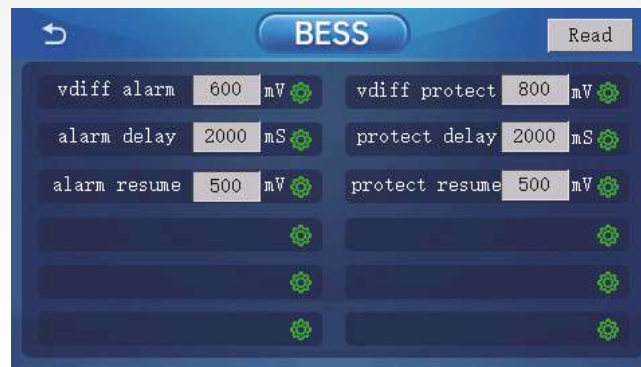 BESS
Read
vdiff alarm 600 mV
vdiff protect 800 mV
alarm delay 2000 mS
protect delay 2000 mS
alarm resume 500 mV
protect resume 500 mV